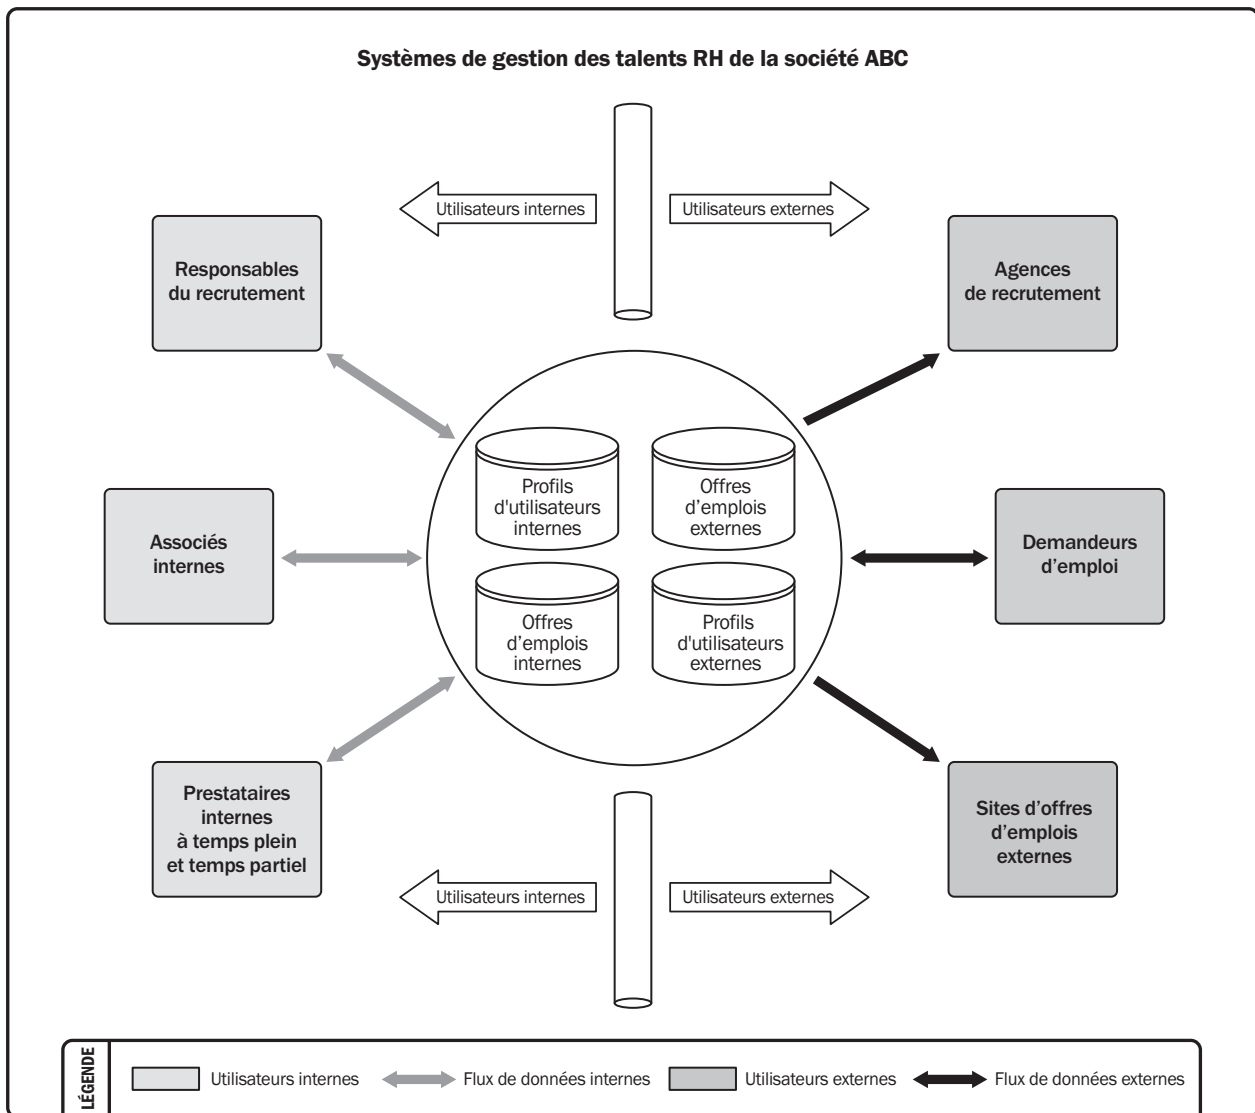 Systèmes de gestion des talents RH de la société ABC
Utilisateurs internes
Utilisateurs externes
Responsables
du recrutement
Agences
de recrutement
Profils
d'utilisateurs
internes
Offres
d’emplois
externes
Associés
internes
Demandeurs
d’emploi
Offres
d’emplois
internes
Profils
d'utilisateurs
externes
Prestataires
internes
à temps plein
et temps partiel
Sites d’offres
d’emplois
externes
Utilisateurs internes
Utilisateurs externes
LÉGENDE
Utilisateurs internes
Flux de données internes
Utilisateurs externes
Flux de données externes